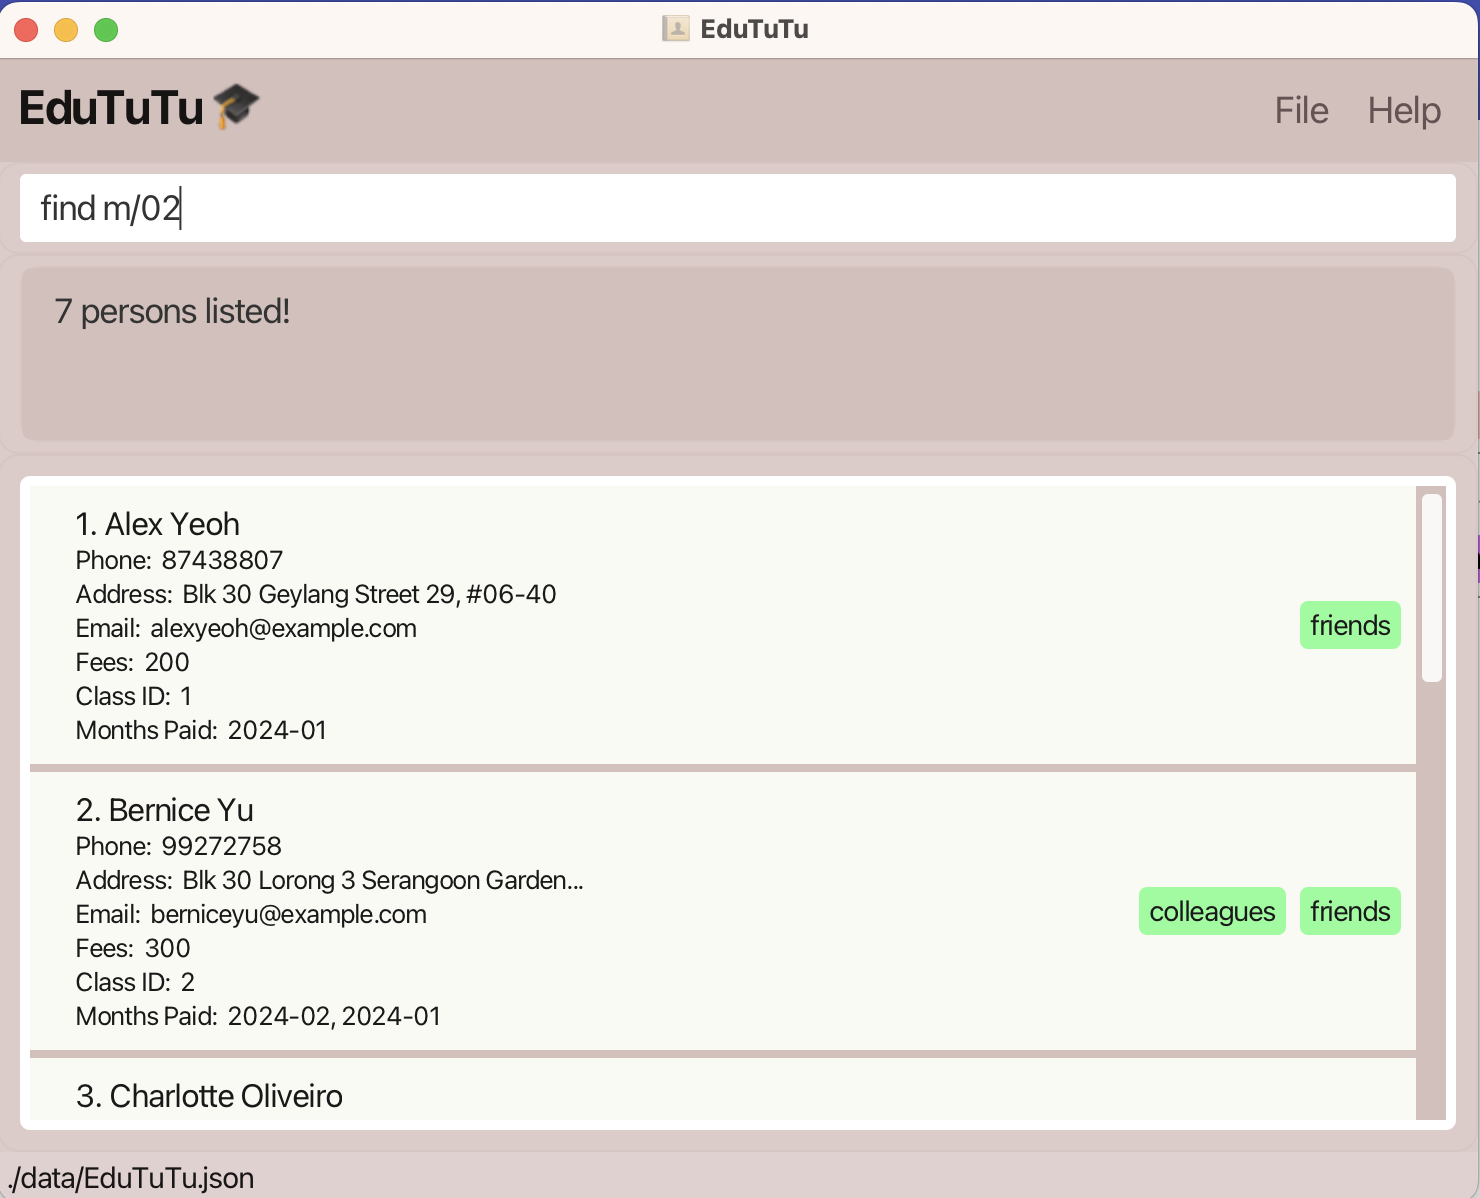 EduTuTu
EduTuTu
File Help
find m/02
7 persons listed!
1. Alex Yeoh
Phone: 87438807
Address: Blk 30 Geylang Street 29, #06-40
Email: alexyeoh@example.com
Fees: 200
Class ID: 1
Months Paid: 2024-01
friends
2. Bernice Yu
Phone: 99272758
Address: Blk 30 Lorong 3 Serangoon Garden...
Email: berniceyu@example.com
Fees: 300
Class ID: 2
Months Paid: 2024-02, 2024-01
colleagues friends
3. Charlotte Oliveiro
./data/EduTuTu.json